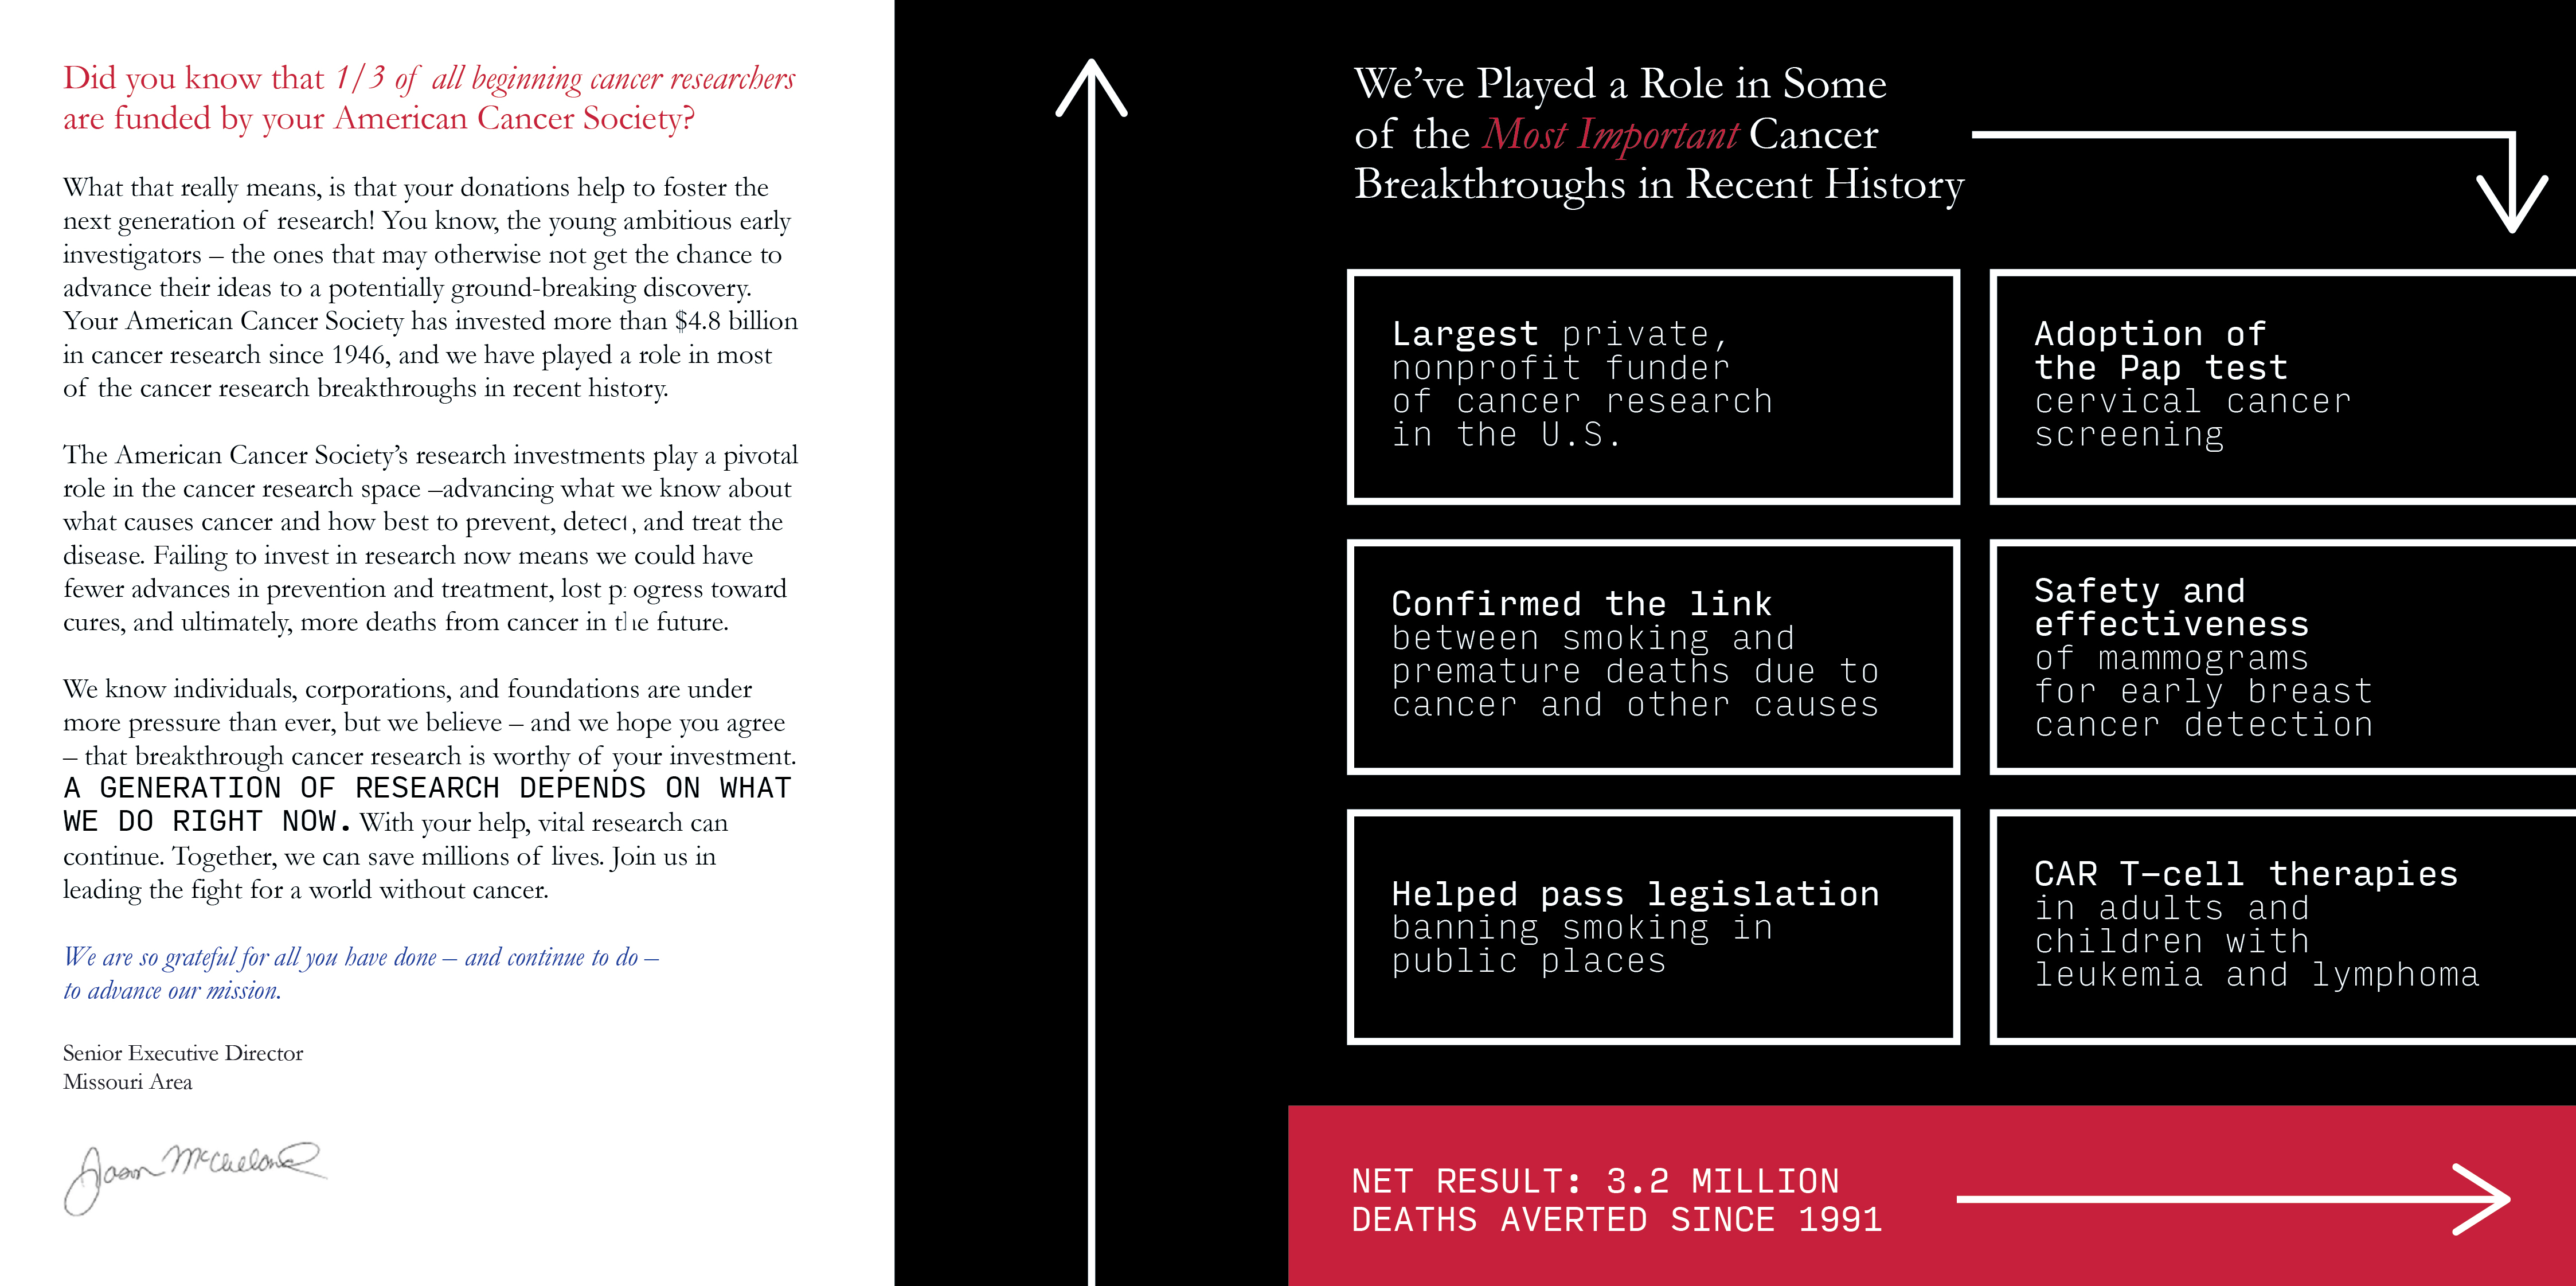 Did you know that 1/3 of all beginning cancer researchers
are funded by your American Cancer Society?
What that really means, is that your donations help to foster the
next generation of research! You know, the young ambitious early
investigators – the ones that may otherwise not get the chance to
advance their ideas to a potentially ground-breaking discovery.
Your American Cancer Society has invested more than $4.8 billion
in cancer research since 1946, and we have played a role in most
of the cancer research breakthroughs in recent history.
The American Cancer Society’s research investments play a pivotal
role in the cancer research space –advancing what we know about
what causes cancer and how best to prevent, detect, and treat the
disease. Failing to invest in research now means we could have
fewer advances in prevention and treatment, lost progress toward
cures, and ultimately, more deaths from cancer in the future.
We know individuals, corporations, and foundations are under
more pressure than ever, but we believe – and we hope you agree
– that breakthrough cancer research is worthy of your investment.
A GENERATION OF RESEARCH DEPENDS ON WHAT
WE DO RIGHT NOW. With your help, vital research can
continue. Together, we can save millions of lives. Join us in
leading the fight for a world without cancer.
We are so grateful for all you have done – and continue to do –
to advance our mission.
Senior Executive Director
Missouri Area
We’ve Played a Role in Some
of the Most Important Cancer
Breakthroughs in Recent History
Largest private,
nonprofit funder
of cancer research
in the U.S.
Adoption of
the Pap test
cervical cancer
screening
Confirmed the link
between smoking and
premature deaths due to
cancer and other causes
Safety and
effectiveness
of mammograms
for early breast
cancer detection
Helped pass legislation
banning smoking in
public places
CAR T-cell therapies
in adults and
children with
leukemia and lymphoma
NET RESULT: 3.2 MILLION
DEATHS AVERTED SINCE 1991